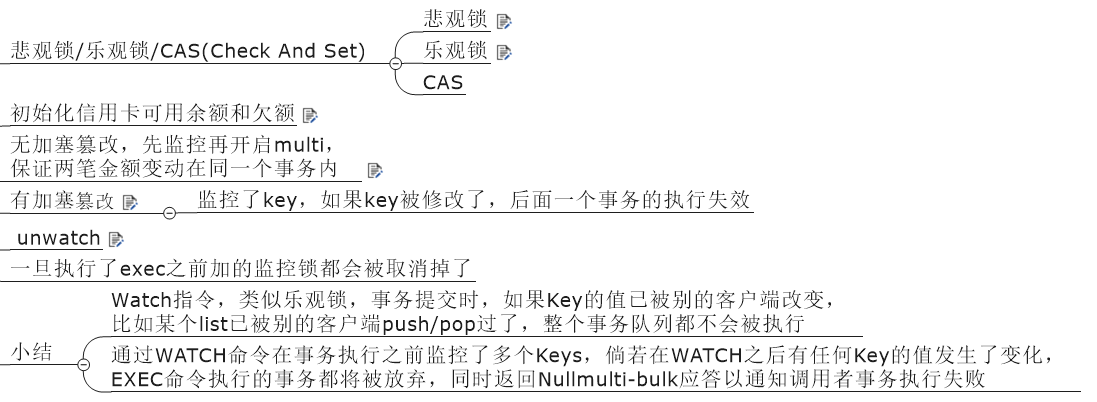 悲观锁
悲观锁/乐观锁/CAS(Check And Set)
乐观锁
CAS
初始化信用卡可用余额和欠额
无加塞篡改，先监控再开启multi，
保证两笔金额变动在同一个事务内
有加塞篡改
监控了key，如果key被修改了，后面一个事务的执行失效
unwatch
一旦执行了exec之前加的监控锁都会被取消掉了
小结
Watch指令，类似乐观锁，事务提交时，如果Key的值已被别的客户端改变，
比如某个list已被别的客户端push/pop过了，整个事务队列都不会被执行
通过WATCH命令在事务执行之前监控了多个Keys，倘若在WATCH之后有任何Key的值发生了变化，
EXEC命令执行的事务都将被放弃，同时返回Nullmulti-bulk应答以通知调用者事务执行失败